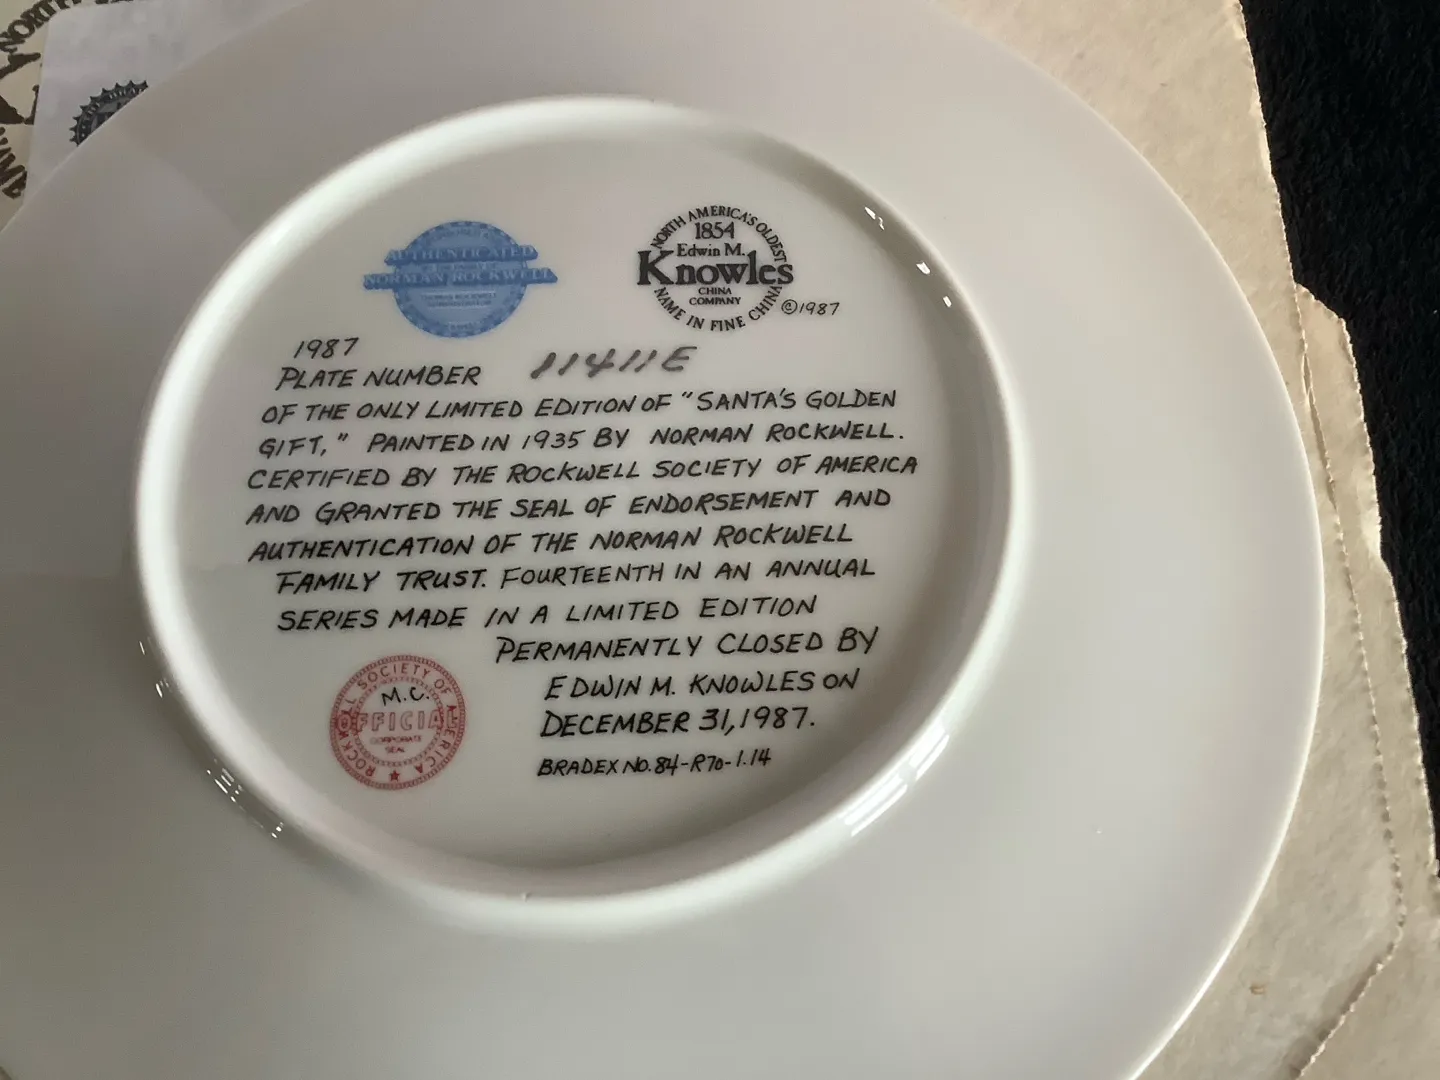 NORTH
AUTHENTICATED
NORMAN ROCKWELL
NORTH AMERICA'S OLDEST
1854
Edwin M.
Knowles
CHINA
COMPANY
NAME IN FINE CHINA
©1987
1987
PLATE NUMBER 11411E
OF THE ONLY LIMITED EDITION OF "SANTA'S GOLDEN
GIFT," PAINTED IN 1935 BY NORMAN ROCKWELL.
CERTIFIED BY THE ROCKWELL SOCIETY OF AMERICA
AND GRANTED THE SEAL OF ENDORSEMENT AND
AUTHENTICATION OF THE NORMAN ROCKWELL
FAMILY TRUST. FOURTEENTH IN AN ANNUAL
SERIES MADE IN A LIMITED EDITION
PERMANENTLY CLOSED BY
EDWIN M. KNOWLES ON
DECEMBER 31, 1987.
BRADEX NO. 84-R70-1.14
ROCKWELL SOCIETY OF AMERICA
M.C.
OFFICIAL
CORPORATE
SEAL